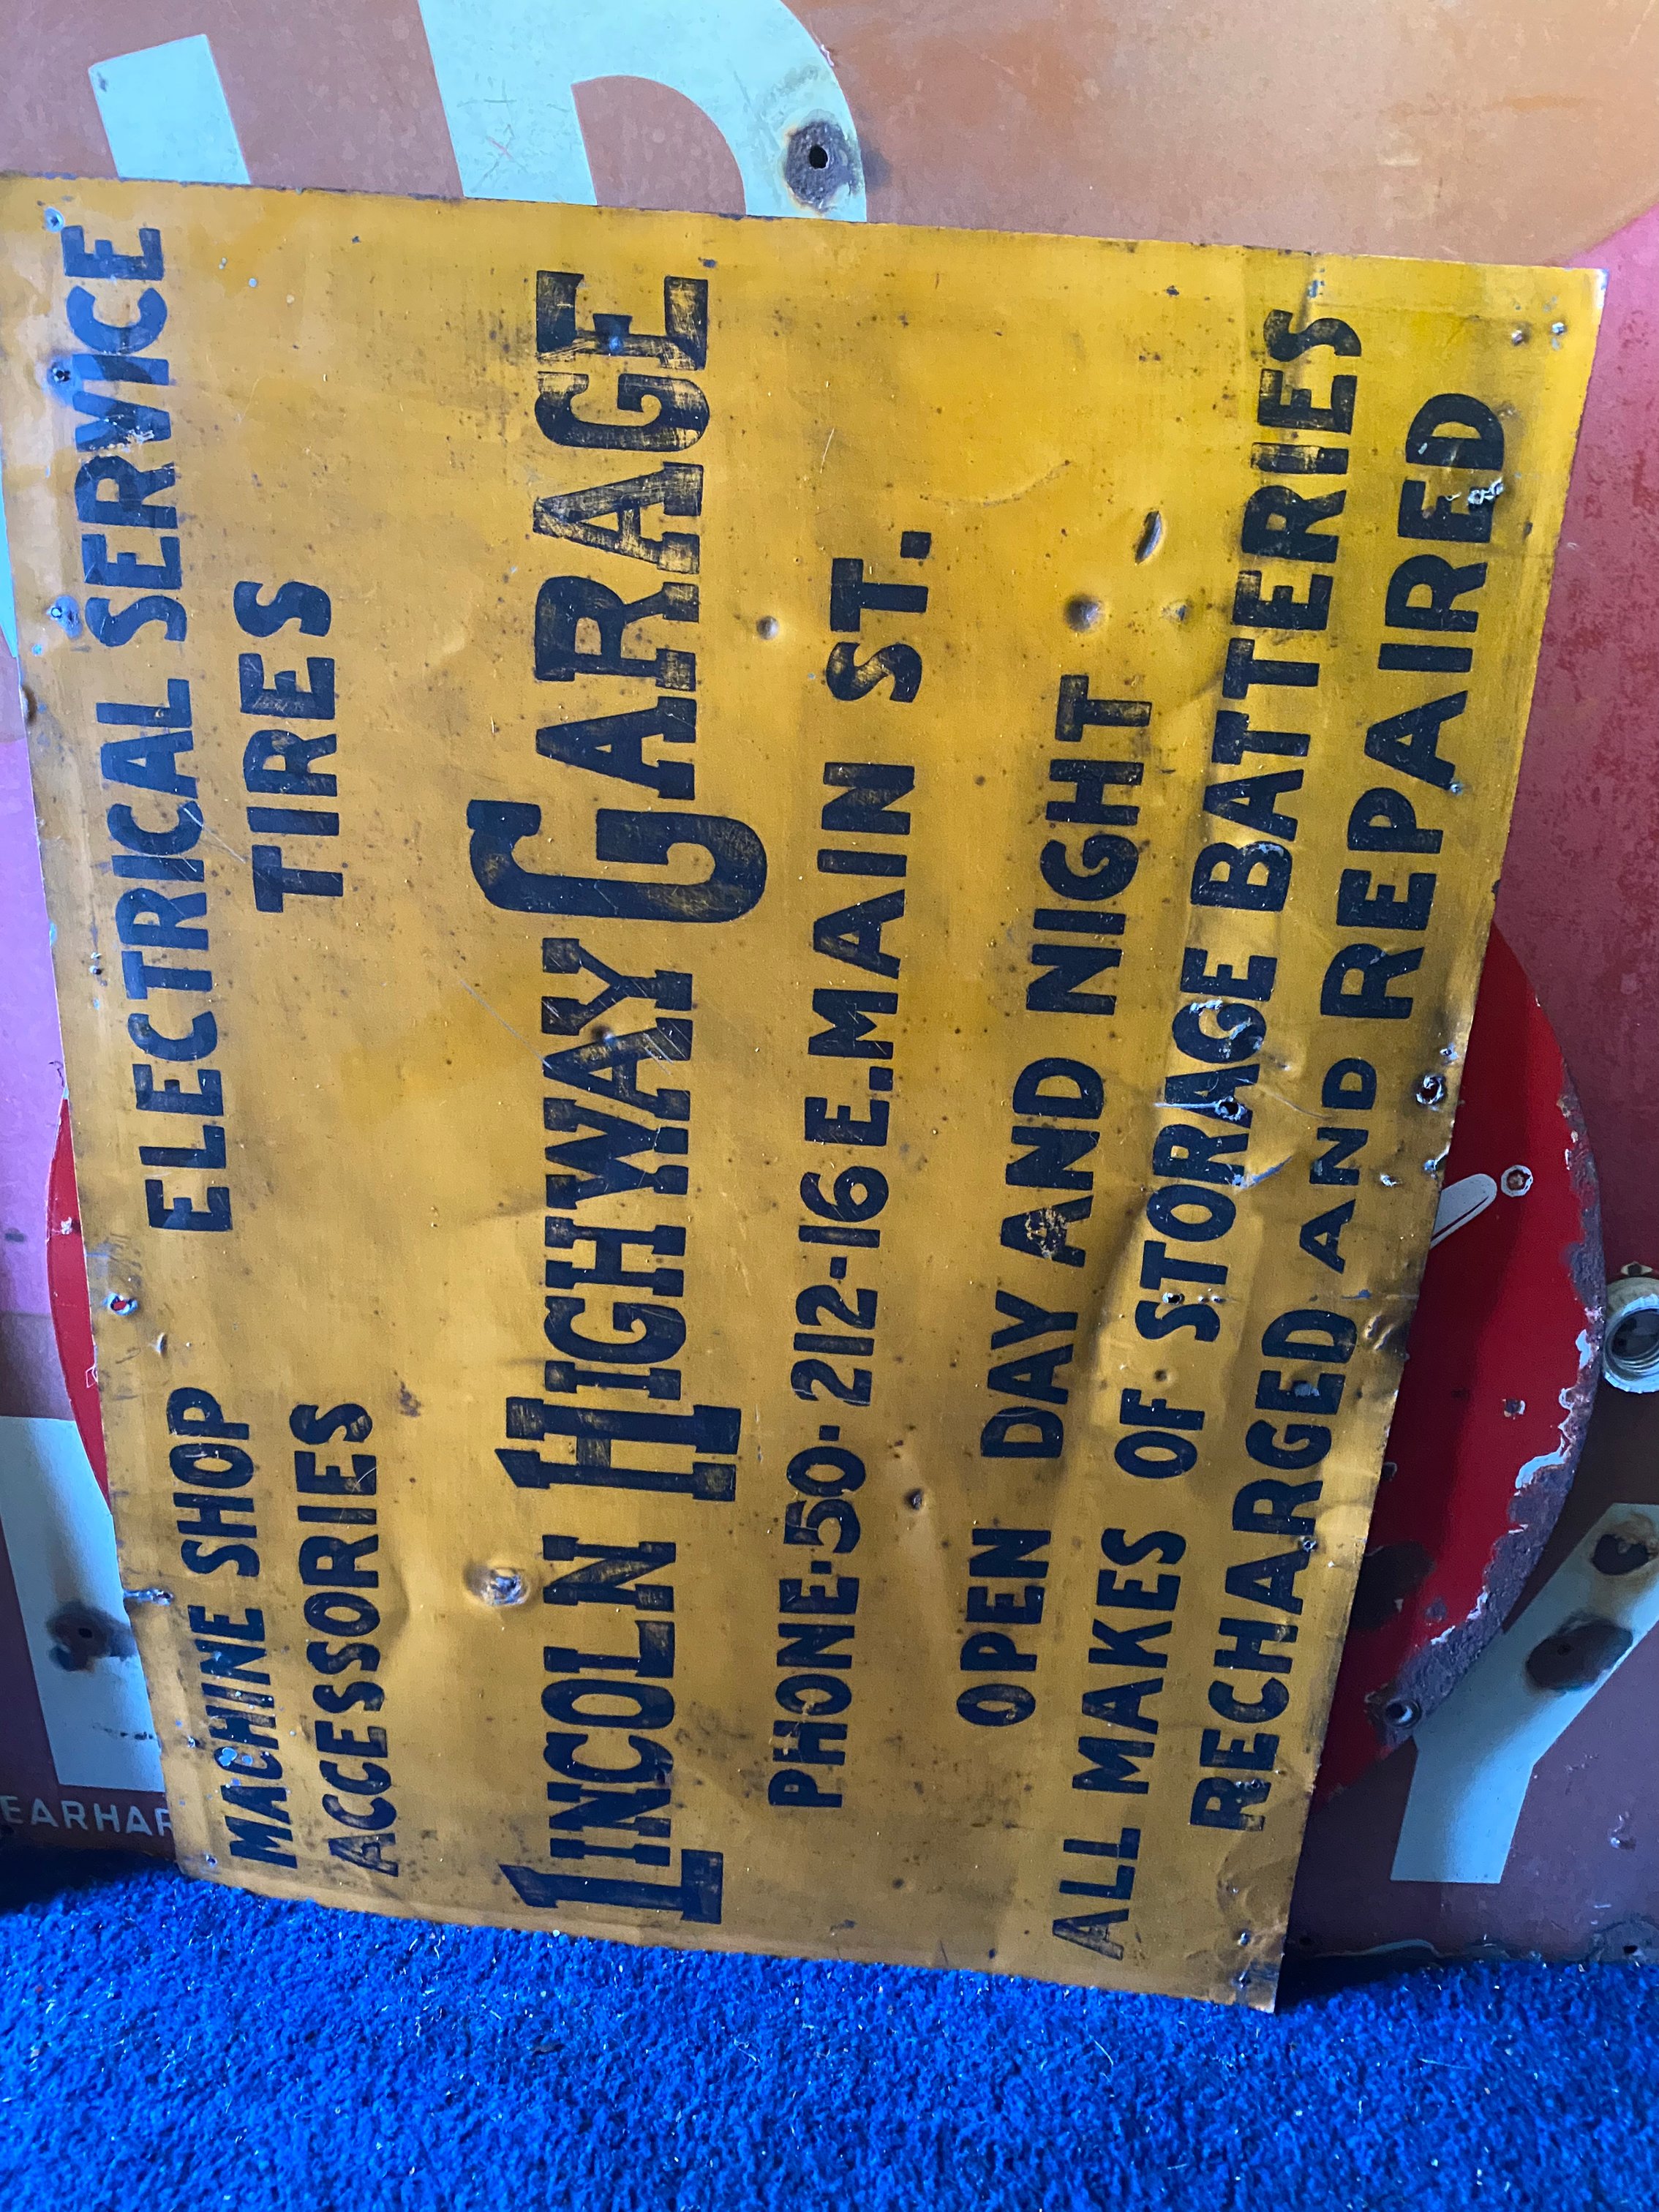 MACHINE SHOP ELECTRICAL SERVICE
ACCESSORIES TIRES
LINCOLN HIGHWAY GARAGE
PHONE·50· 212-16 E. MAIN ST.
OPEN DAY AND NIGHT
ALL MAKES OF STORAGE BATTERIES
RECHARGED AND REPAIRED